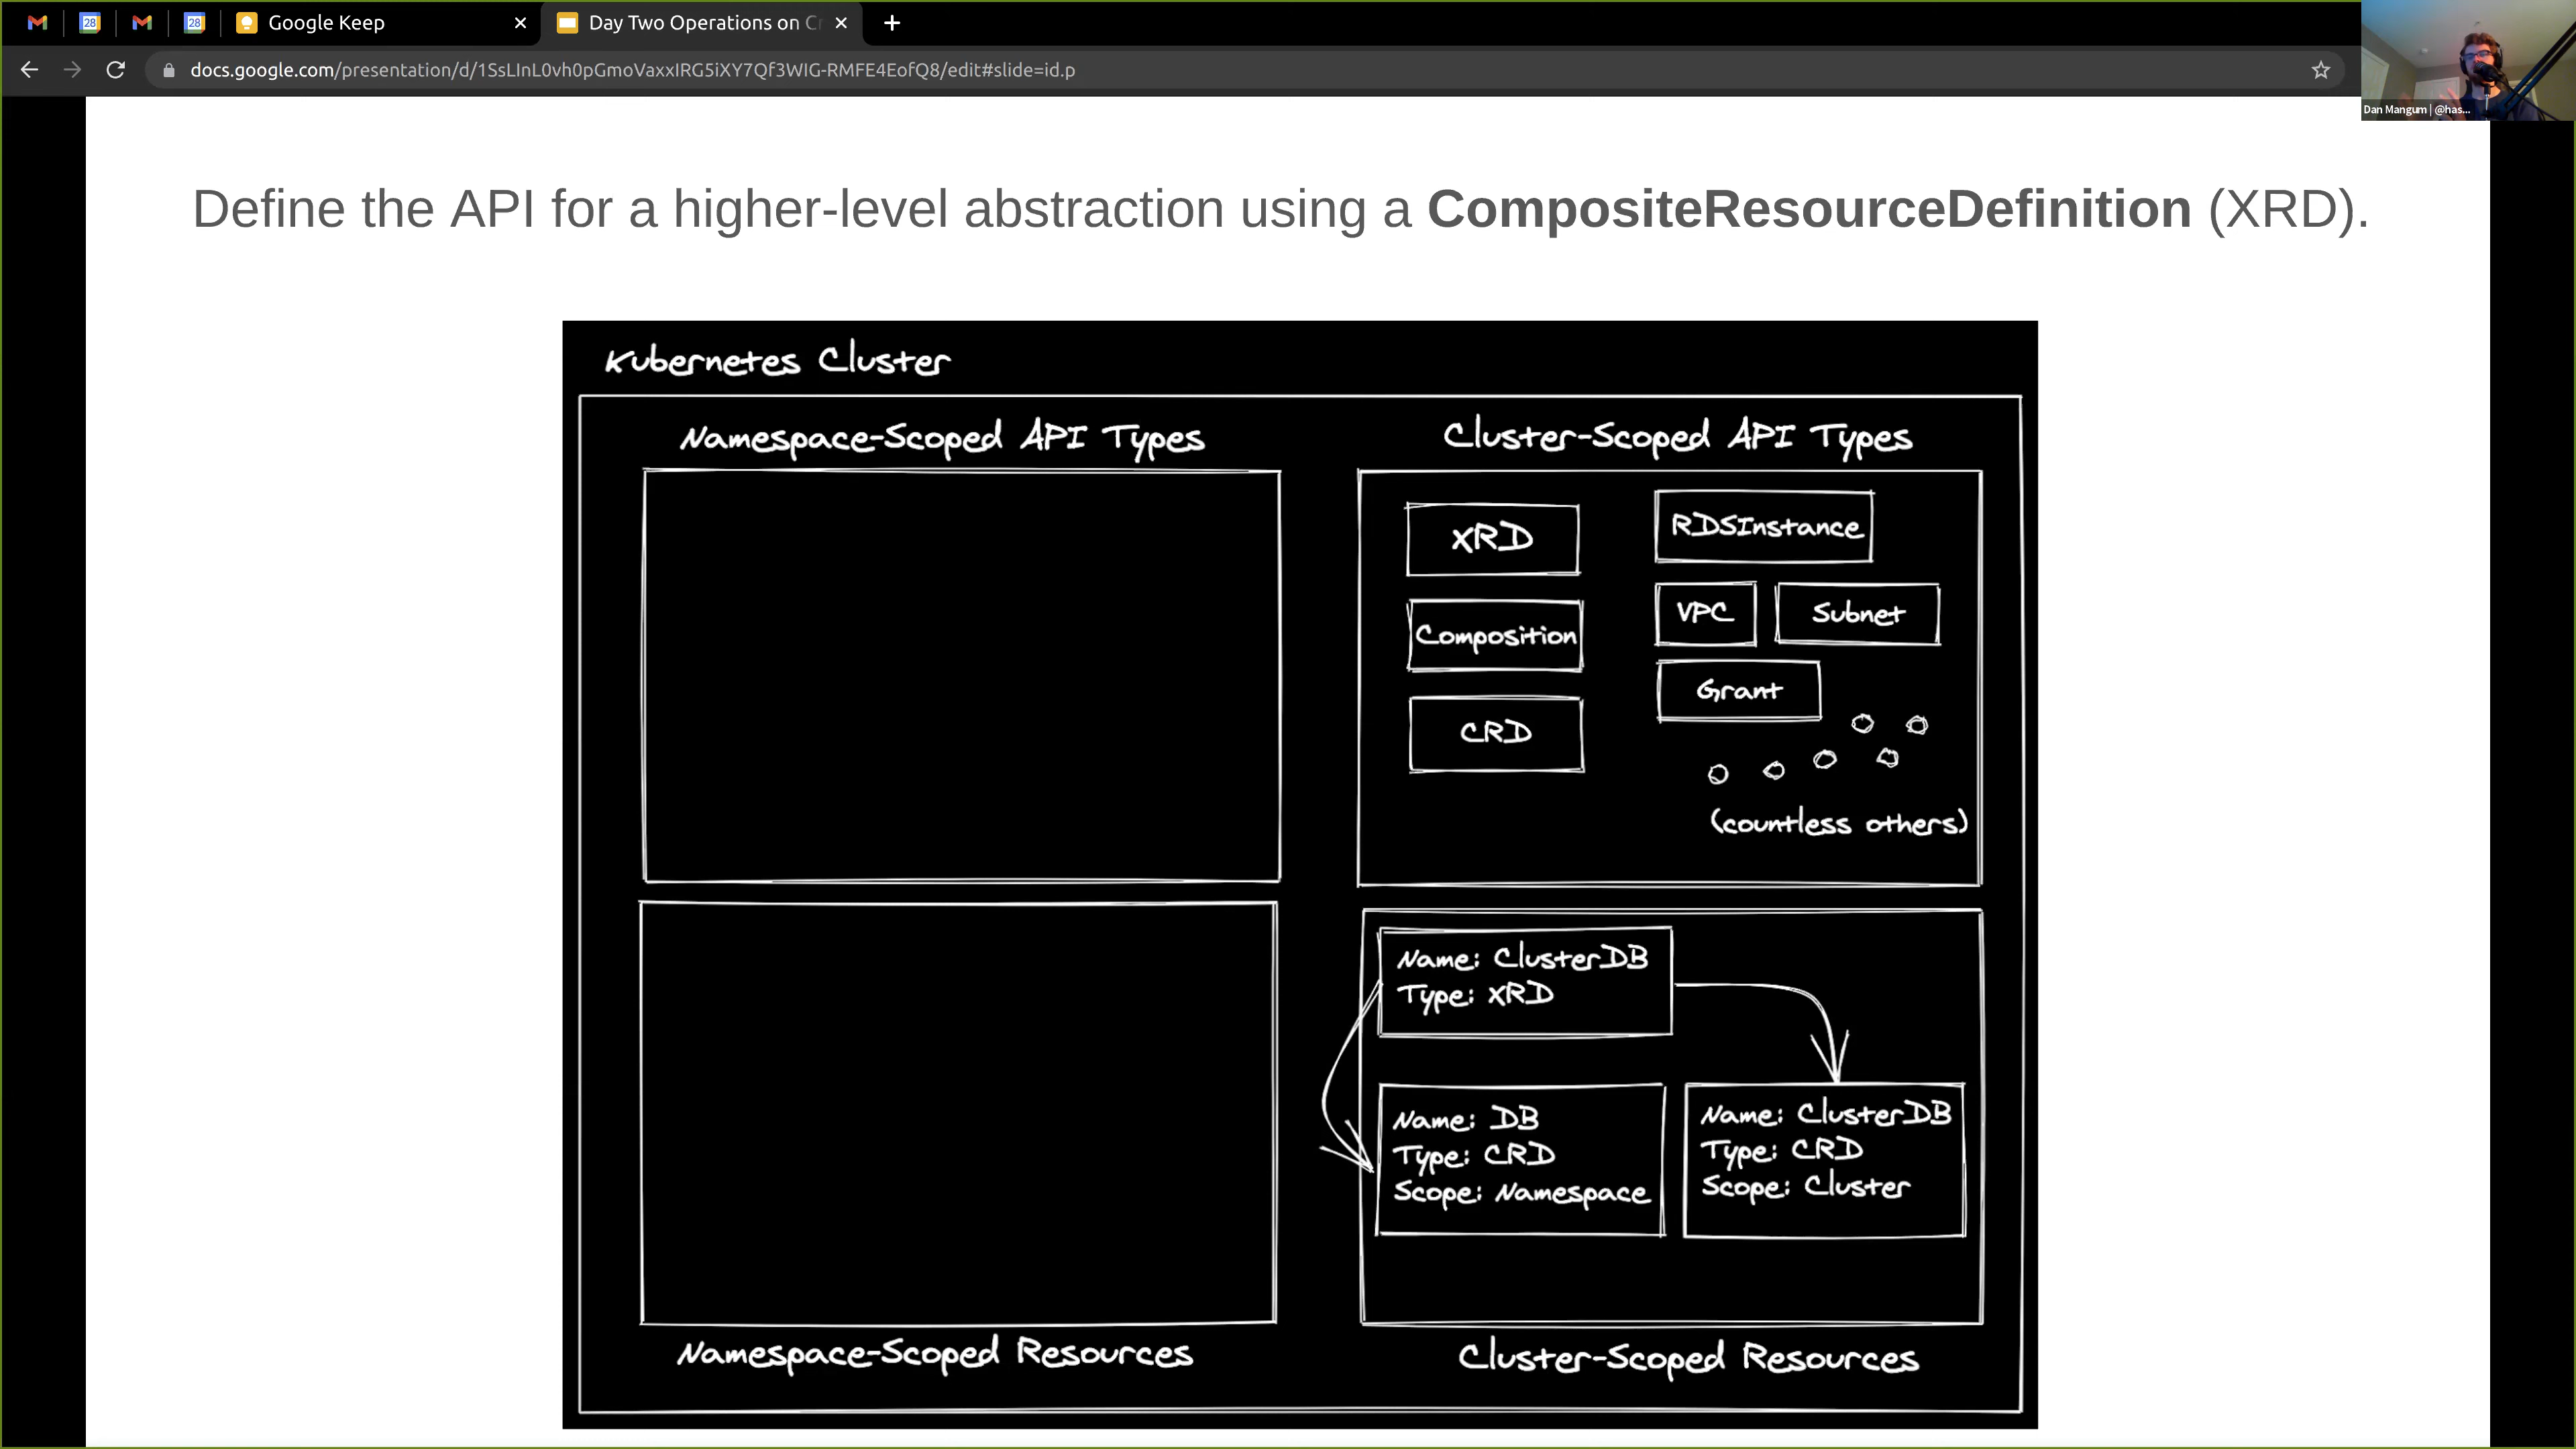 28
28
Google Keep
Day Two Operations on Cr
docs.google.com/presentation/d/1SsLInL0vh0pGmoVaxxIRG5iXY7Qf3WIG-RMFE4EofQ8/edit#slide=id.p
Dan Mangum | @has...
Define the API for a higher-level abstraction using a CompositeResourceDefinition (XRD).
Kubernetes Cluster
Namespace-Scoped API Types
Cluster-Scoped API Types
XRD
RDSInstance
Composition
VPC
Subnet
CRD
Grant
(countless others)
Name: ClusterDB
Type: XRD
Name: DB
Type: CRD
Scope: Namespace
Name: ClusterDB
Type: CRD
Scope: Cluster
Namespace-Scoped Resources
Cluster-Scoped Resources